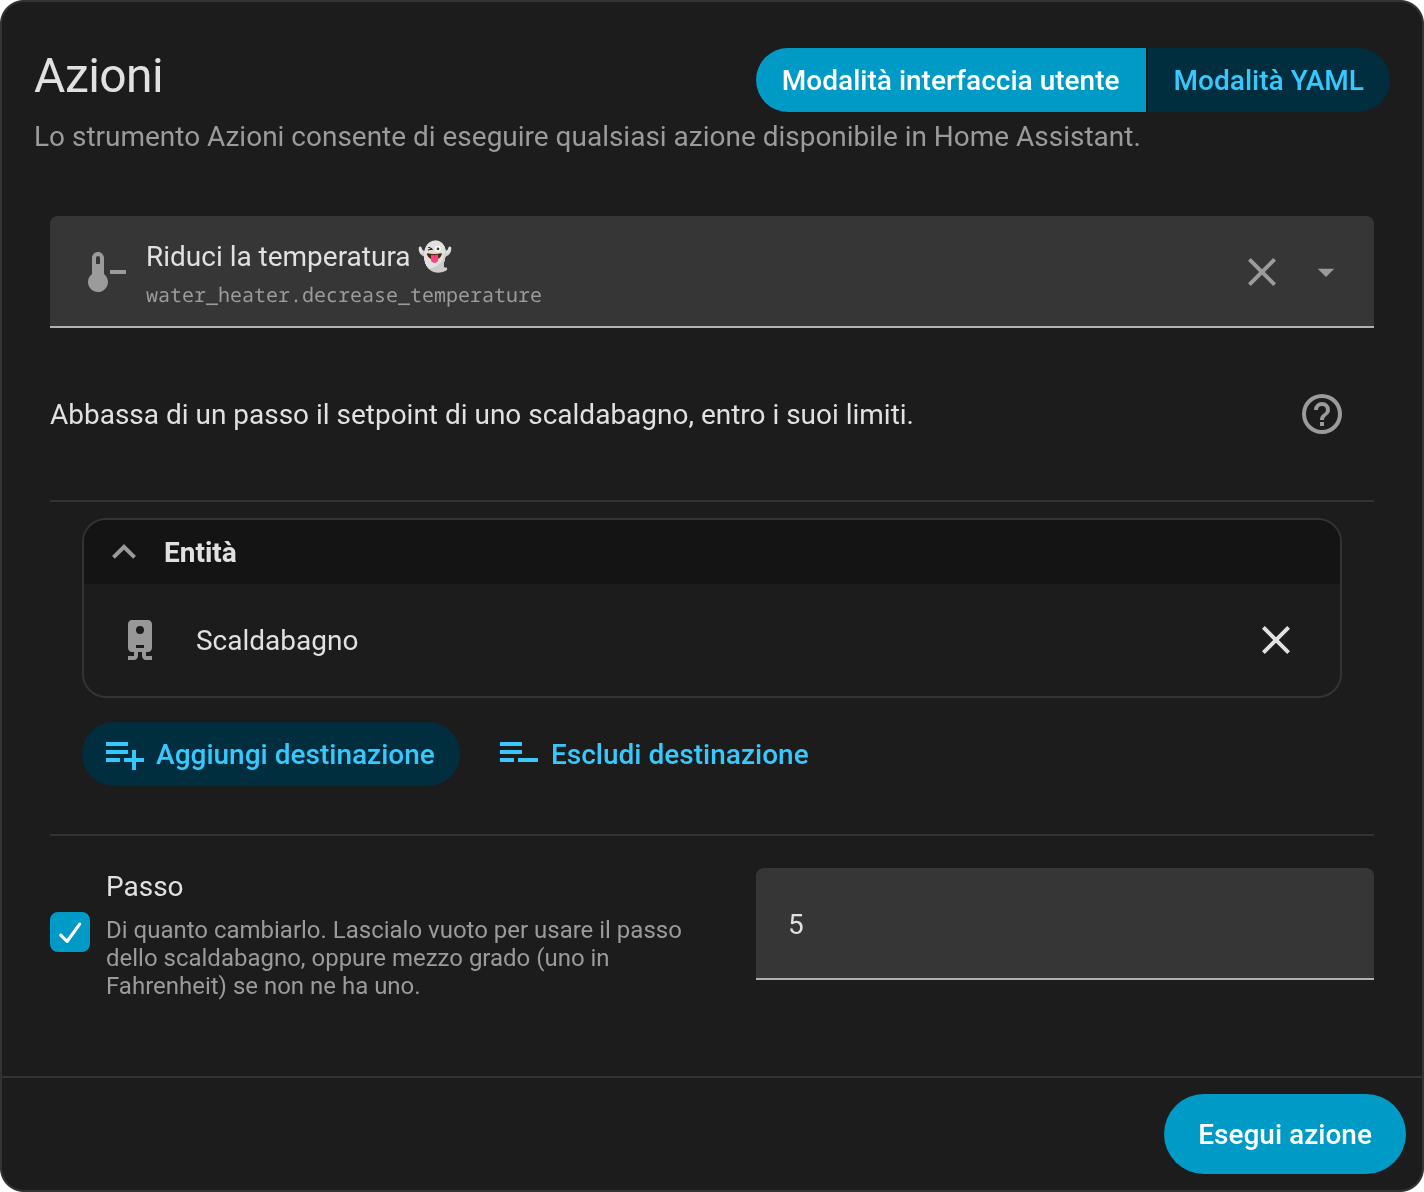 Azioni
Modalità interfaccia utente
Modalità YAML
Lo strumento Azioni consente di eseguire qualsiasi azione disponibile in Home Assistant.
Riduci la temperatura 👻
water_heater.decrease_temperature
Abbassa di un passo il setpoint di uno scaldabagno, entro i suoi limiti.
Entità
Scaldabagno
Aggiungi destinazione
Escludi destinazione
Passo
Di quanto cambiarlo. Lascialo vuoto per usare il passo
dello scaldabagno, oppure mezzo grado (uno in
Fahrenheit) se non ne ha uno.
5
Esegui azione